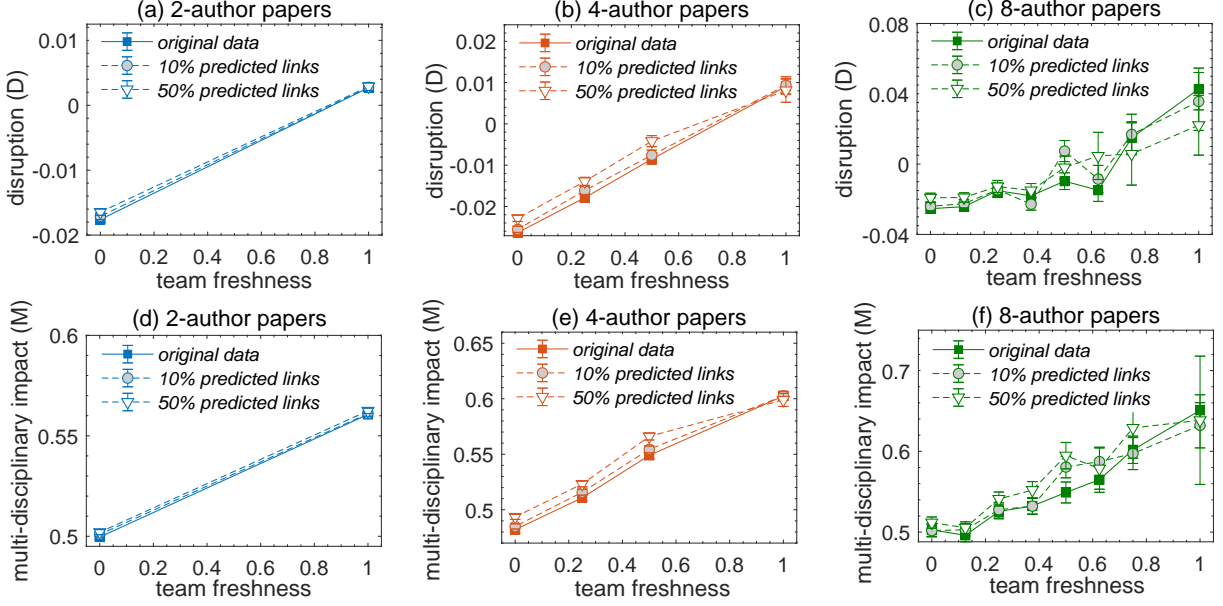 (a) 2-author papers
0.01
0
-0.01
-0.02
disruption (D)
original data
10% predicted links
50% predicted links
0 0.2 0.4 0.6 0.8 1
team freshness
(b) 4-author papers
0.02
0.01
0
-0.01
-0.02
disruption (D)
original data
10% predicted links
50% predicted links
0 0.2 0.4 0.6 0.8 1
team freshness
(c) 8-author papers
0.08
0.04
0
-0.04
disruption (D)
original data
10% predicted links
50% predicted links
0 0.2 0.4 0.6 0.8 1
team freshness
(d) 2-author papers
0.6
0.55
0.5
multi-disciplinary impact (M)
original data
10% predicted links
50% predicted links
0 0.2 0.4 0.6 0.8 1
team freshness
(e) 4-author papers
0.65
0.6
0.55
0.5
multi-disciplinary impact (M)
original data
10% predicted links
50% predicted links
0 0.2 0.4 0.6 0.8 1
team freshness
(f) 8-author papers
0.7
0.6
0.5
multi-disciplinary impact (M)
original data
10% predicted links
50% predicted links
0 0.2 0.4 0.6 0.8 1
team freshness